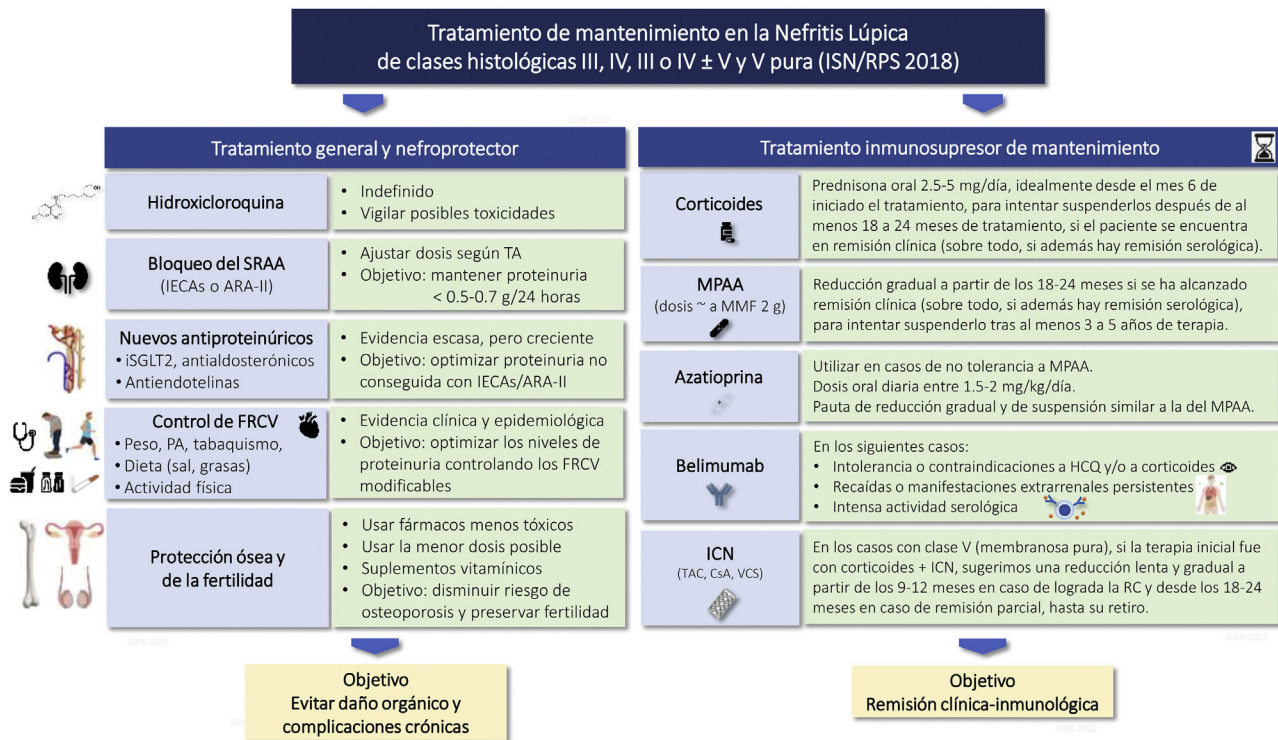 Tratamiento de mantenimiento en la Nefritis Lúpica
de clases histológicas III, IV, III o IV ± V y V pura (ISN/RPS 2018)
JERR-2022
Tratamiento general y nefroprotector
Hidroxicloroquina
• Indefinido
• Vigilar posibles toxicidades
Bloqueo del SRAA
(IECAs o ARA-II)
• Ajustar dosis según TA
• Objetivo: mantener proteinuria
< 0.5-0.7 g/24 horas
Nuevos antiproteinúricos
• iSGLT2, antialdosterónicos
• Antiendotelinas
• Evidencia escasa, pero creciente
• Objetivo: optimizar proteinuria no
conseguida con IECAs/ARA-II
Control de FRCV
• Peso, PA, tabaquismo,
• Dieta (sal, grasas)
• Actividad física
• Evidencia clínica y epidemiológica
• Objetivo: optimizar los niveles de
proteinuria controlando los FRCV
modificables
Protección ósea y
de la fertilidad
• Usar fármacos menos tóxicos
• Usar la menor dosis posible
• Suplementos vitamínicos
• Objetivo: disminuir riesgo de
osteoporosis y preservar fertilidad
Objetivo
Evitar daño orgánico y
complicaciones crónicas
Tratamiento inmunosupresor de mantenimiento
Corticoides
Prednisona oral 2.5-5 mg/día, idealmente desde el mes 6 de
iniciado el tratamiento, para intentar suspenderlos después de al
menos 18 a 24 meses de tratamiento, si el paciente se encuentra
en remisión clínica (sobre todo, si además hay remisión serológica).
MPAA
(dosis ~ a MMF 2 g)
Reducción gradual a partir de los 18-24 meses si se ha alcanzado
remisión clínica (sobre todo, si además hay remisión serológica),
para intentar suspenderlo tras al menos 3 a 5 años de terapia.
Azatioprina
Utilizar en casos de no tolerancia a MPAA.
Dosis oral diaria entre 1.5-2 mg/kg/día.
Pauta de reducción gradual y de suspensión similar a la del MPAA.
Belimumab
En los siguientes casos:
• Intolerancia o contraindicaciones a HCQ y/o a corticoides
• Recaídas o manifestaciones extrarrenales persistentes
• Intensa actividad serológica
ICN
(TAC, CsA, VCS)
En los casos con clase V (membranosa pura), si la terapia inicial fue
con corticoides + ICN, sugerimos una reducción lenta y gradual a
partir de los 9-12 meses en caso de lograda la RC y desde los 18-24
meses en caso de remisión parcial, hasta su retiro.
Objetivo
Remisión clínica-inmunológica